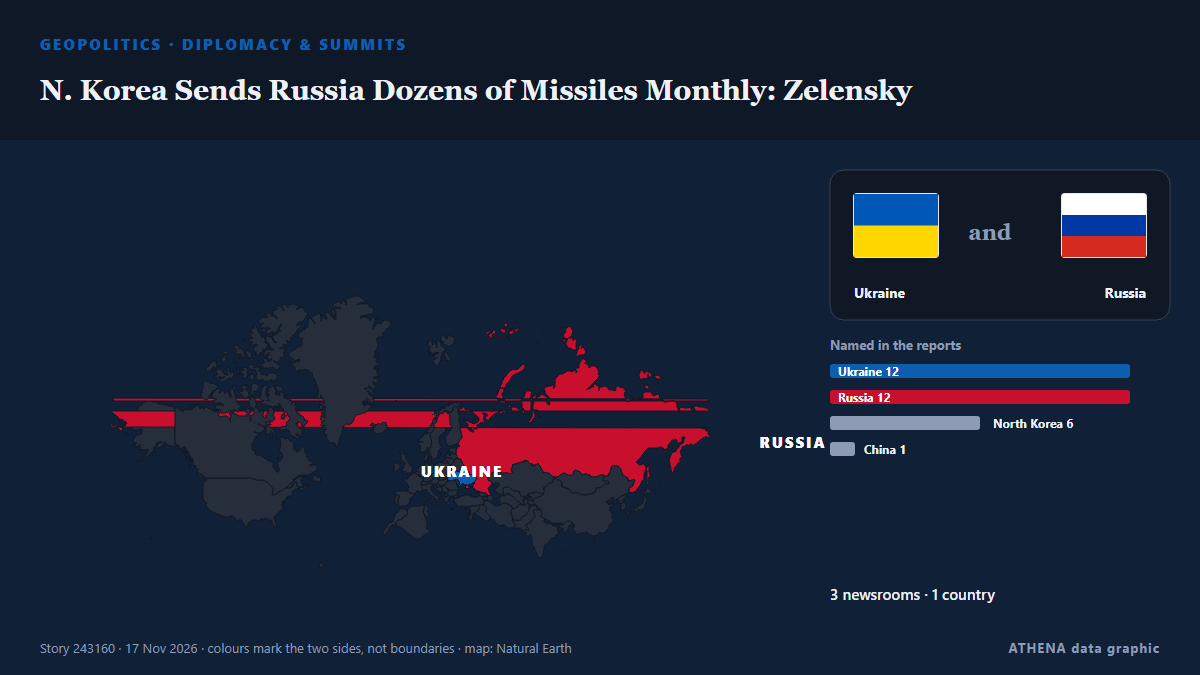 GEOPOLITICS · DIPLOMACY & SUMMITS
N. Korea Sends Russia Dozens of Missiles Monthly: Zelensky
and
Ukraine
Russia
Named in the reports
Ukraine 12
Russia 12
North Korea 6
China 1
RUSSIA
UKRAINE
3 newsrooms · 1 country
Story 243160 · 17 Nov 2026 · colours mark the two sides, not boundaries · map: Natural Earth
ATHENA data graphic